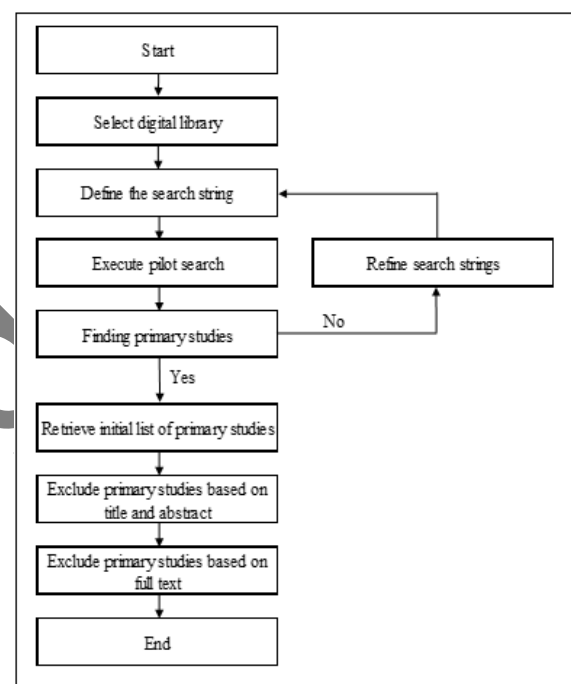 Start
Select digital library
Define the search string
Execute pilot search
Refine search strings
Finding primary studies
No
Yes
Retrieve initial list of primary studies
Exclude primary studies based on
title and abstract
Exclude primary studies based on
full text
End